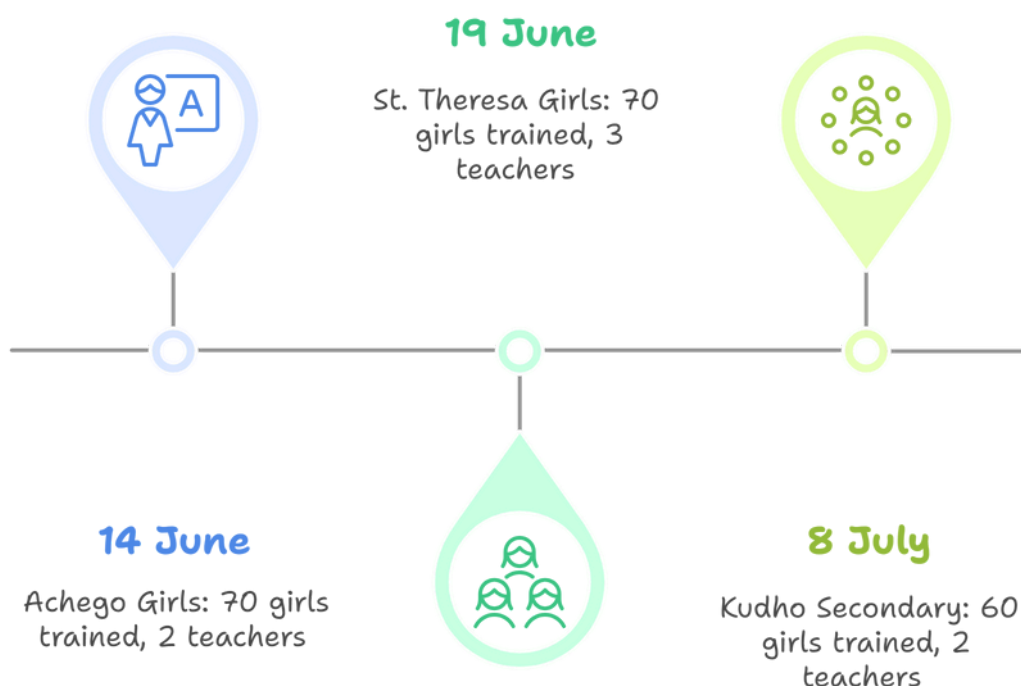 19 June
St. Theresa Girls: 70
girls trained, 3
teachers
A
14 June
Achego Girls: 70 girls
trained, 2 teachers
8 July
Kudho Secondary: 60
girls trained, 2
teachers